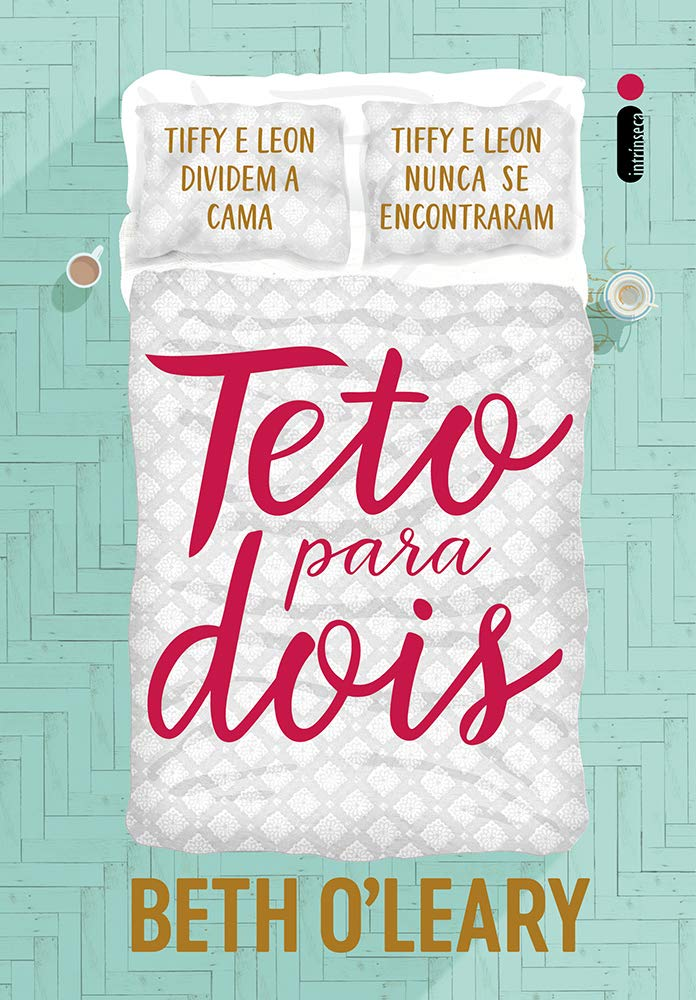 TIFFY E LEON
DIVIDEM A
CAMA
TIFFY E LEON
NUNCA SE
ENCONTRARAM
intrínseca
Teto
para
dois
BETH O'LEARY